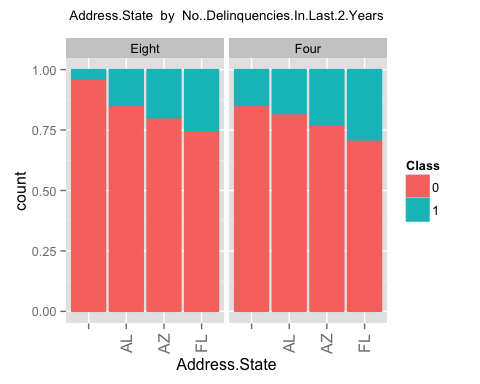 Address.State by No..Delinquencies.In.Last.2.Years
Eight
Four
1.00
0.75
0.50
0.25
0.00
count
AL
AZ
FL
AL
AZ
FL
Address.State
Class
0
1